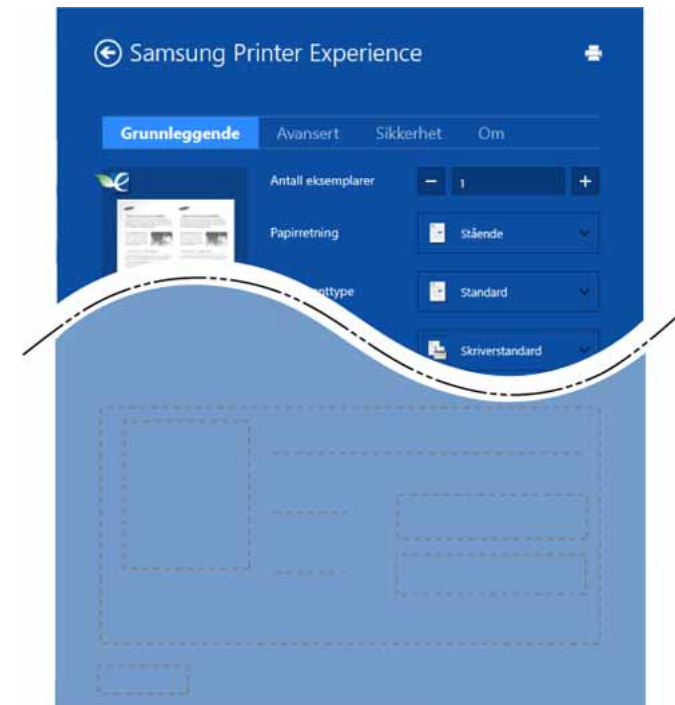 Samsung Printer Experience
Grunnleggende Avansert Sikkerhet Om
Antall eksemplarer 1
Papirretning Stående
Standard
Skriverstandard